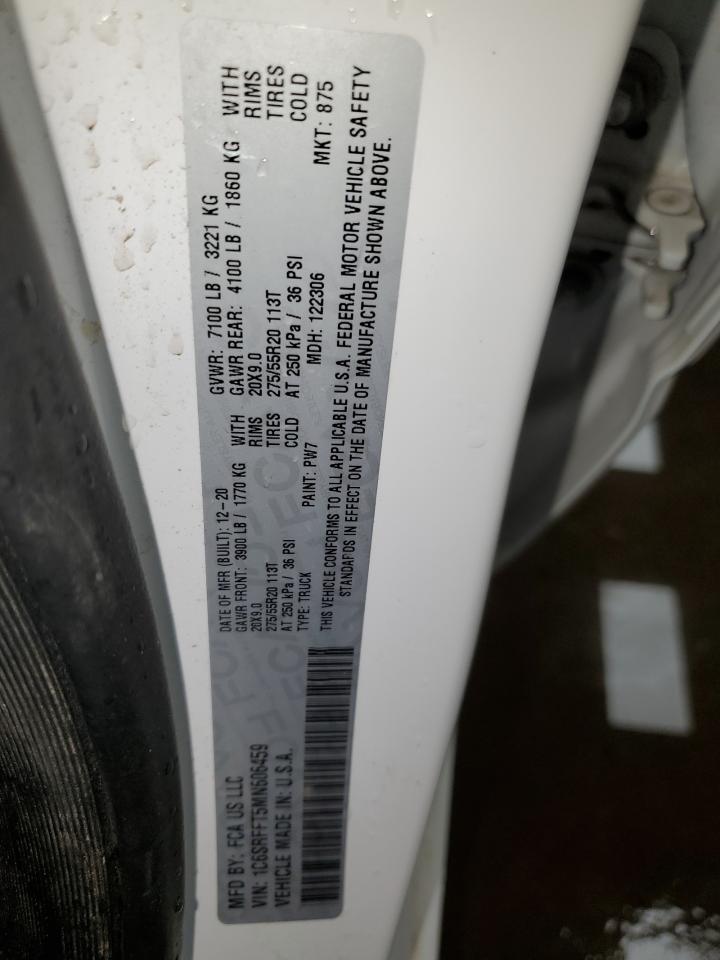 MFD BY: FCA US LLC
DATE OF MFR (BUILT): 12-20
GVWR: 7100 LB / 3221 KG
VIN: 1C6SRFFT5MN606459
GAWR FRONT: 3900 LB / 1770 KG WITH
GAWR REAR: 4100 LB / 1860 KG WITH
VEHICLE MADE IN: U.S.A.
20X9.0 RIMS
20X9.0 RIMS
275/55R20 113T TIRES
275/55R20 113T TIRES
AT 250 kPa / 36 PSI COLD
AT 250 kPa / 36 PSI COLD
TYPE: TRUCK PAINT: PW7 MDH: 122306 MKT: 875
THIS VEHICLE CONFORMS TO ALL APPLICABLE U.S.A. FEDERAL MOTOR VEHICLE SAFETY
STANDARDS IN EFFECT ON THE DATE OF MANUFACTURE SHOWN ABOVE.